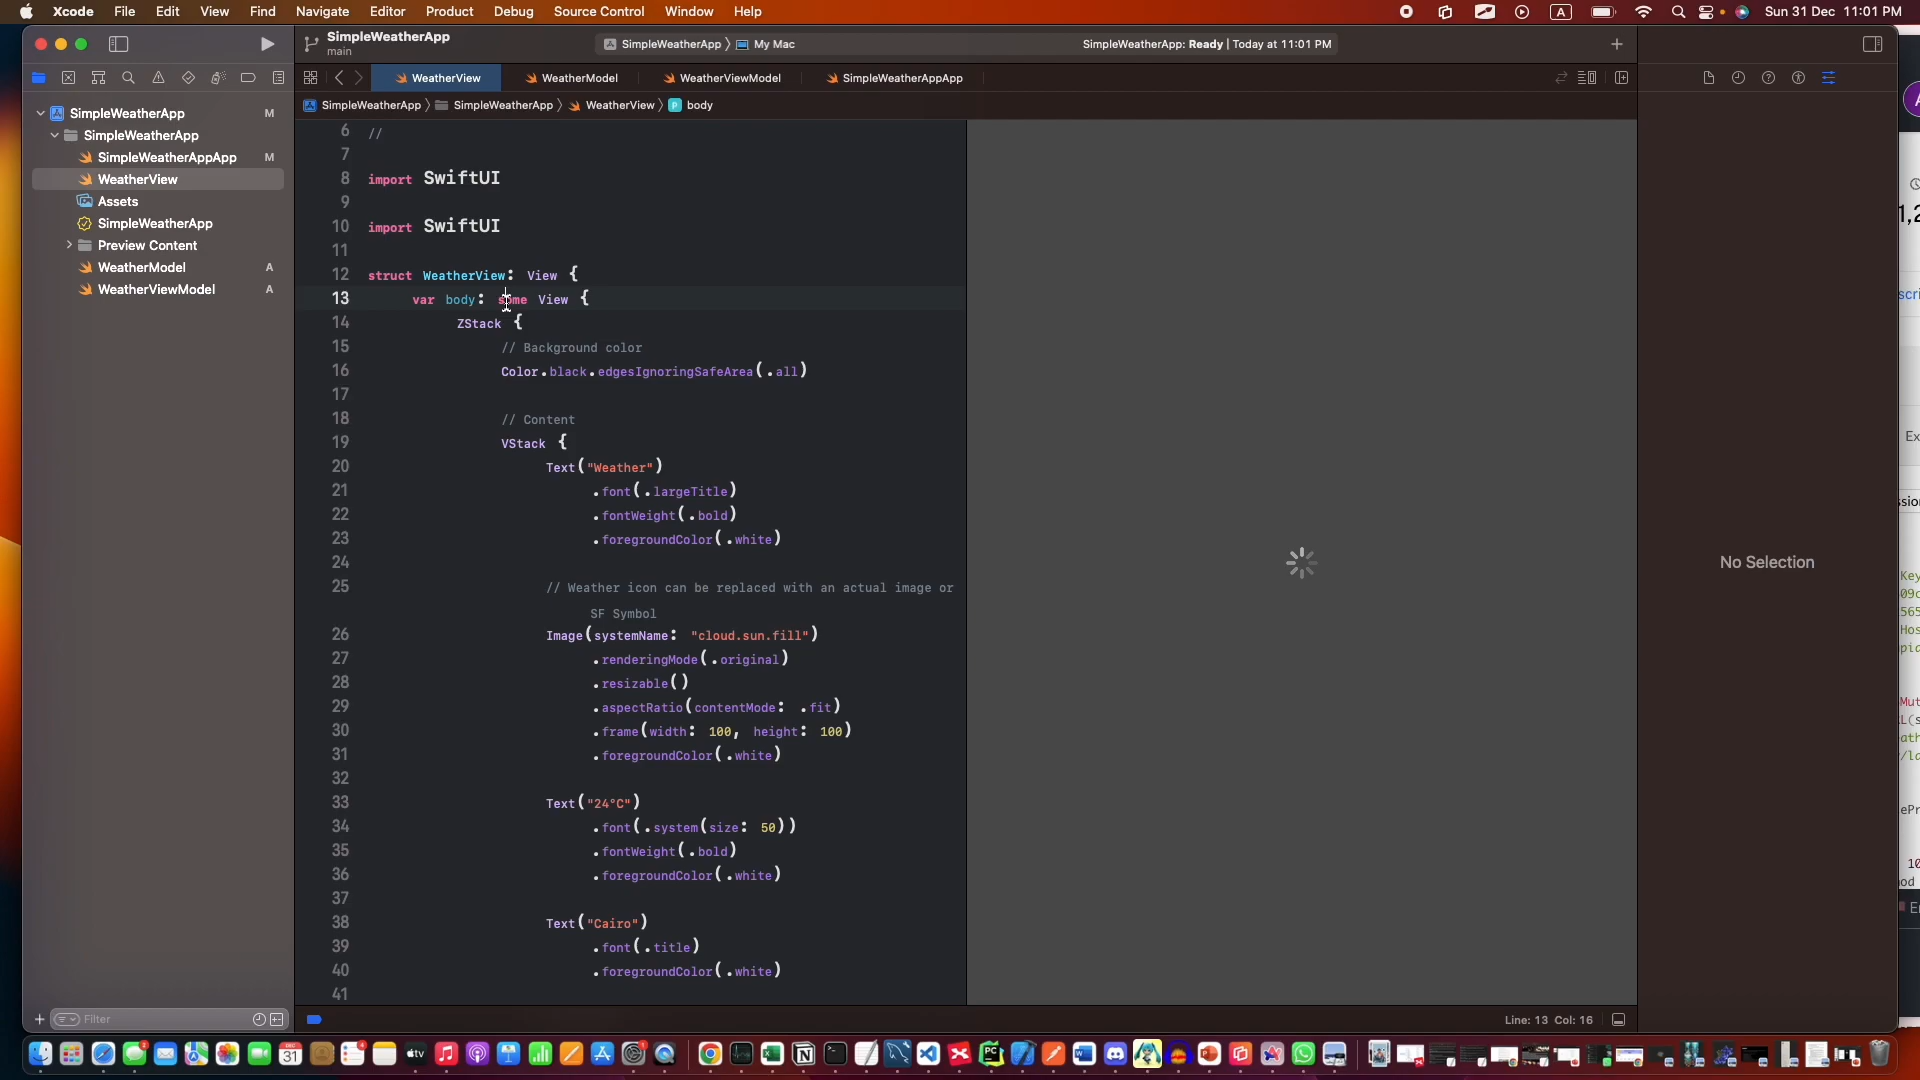 Xcode File Edit View Find Navigate Editor Product Debug Source Control Window Help
A
Sun 31 Dec 11:01 PM
SimpleWeatherApp
main
SimpleWeatherApp My Mac
SimpleWeatherApp: Ready | Today at 11:01 PM
WeatherView WeatherModel WeatherViewModel SimpleWeatherAppApp
SimpleWeatherApp SimpleWeatherApp WeatherView body
SimpleWeatherApp M
SimpleWeatherApp
SimpleWeatherAppApp M
WeatherView
Assets
SimpleWeatherApp
Preview Content
WeatherModel A
WeatherViewModel A
6 //
7
8 import SwiftUI
9
10 import SwiftUI
11
12 struct WeatherView: View {
13 var body: some View {
14 ZStack {
15 // Background color
16 Color.black.edgesIgnoringSafeArea(.all)
17
18 // Content
19 VStack {
20 Text("Weather")
21 .font(.largeTitle)
22 .fontWeight(.bold)
23 .foregroundColor(.white)
24
25 // Weather icon can be replaced with an actual image or
SF Symbol
26 Image(systemName: "cloud.sun.fill")
27 .renderingMode(.original)
28 .resizable()
29 .aspectRatio(contentMode: .fit)
30 .frame(width: 100, height: 100)
31 .foregroundColor(.white)
32
33 Text("24°C")
34 .font(.system(size: 50))
35 .fontWeight(.bold)
36 .foregroundColor(.white)
37
38 Text("Cairo")
39 .font(.title)
40 .foregroundColor(.white)
41
No Selection
Filter
Line: 13 Col: 16